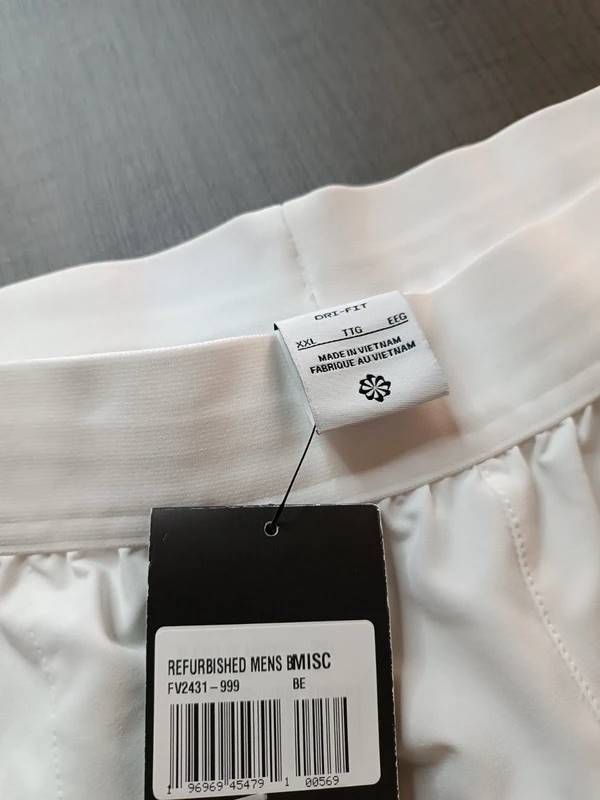 DRI-FIT
XXL TTG EEG
MADE IN VIETNAM
FABRIQUE AU VIETNAM
REFURBISHED MENS BMISC
FV2431-999 BE
1 96969 45479 1 00569